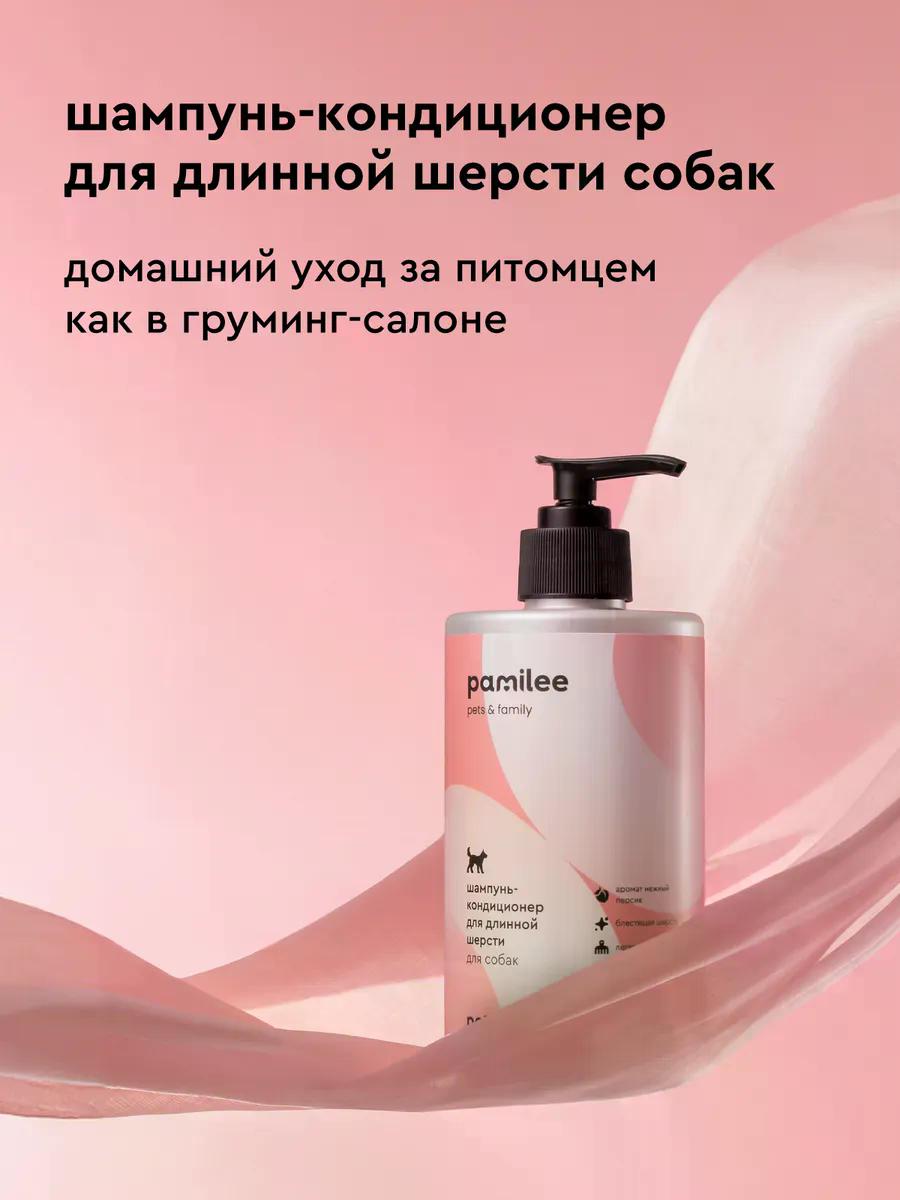 шампунь-кондиционер
для длинной шерсти собак
домашний уход за питомцем
как в груминг-салоне
pamilee
pets & family
шампунь-
кондиционер
для длинной
шерсти
для собак
аромат нежный
персик
блестящая